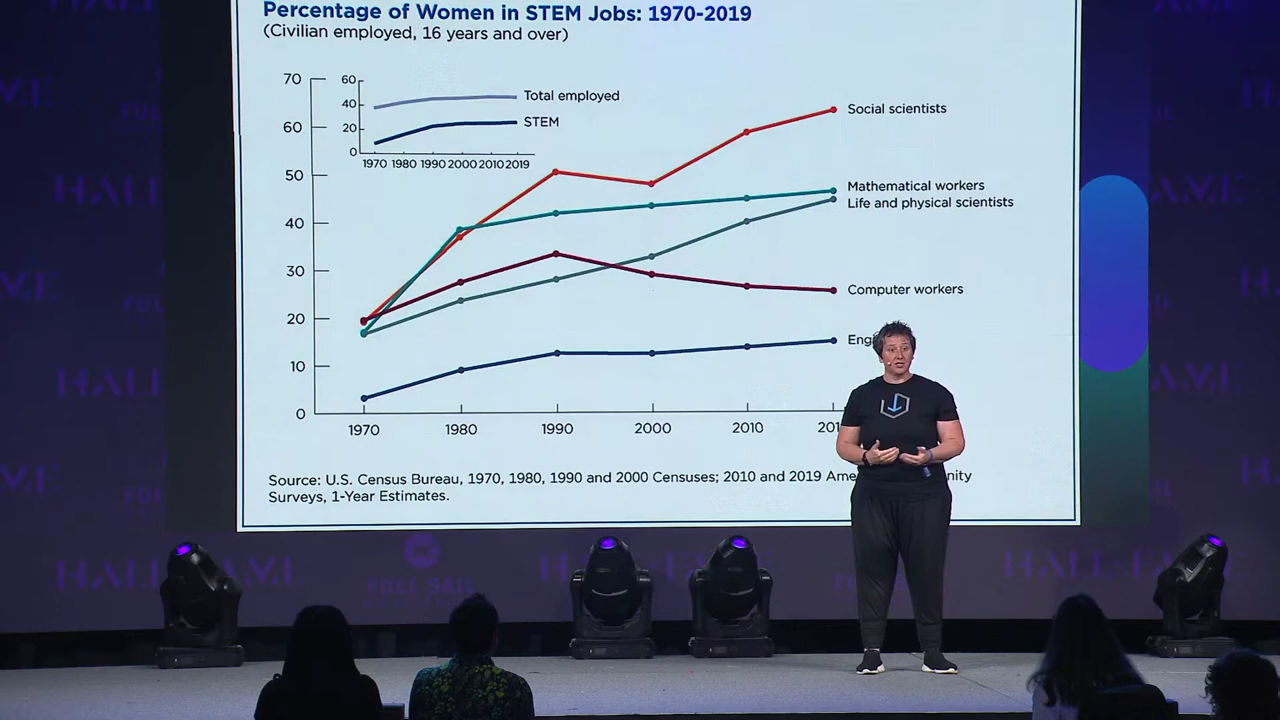 Percentage of Women in STEM Jobs: 1970-2019
(Civilian employed, 16 years and over)
70
60
50
40
30
20
10
0
60
40
20
0
1970 1980 1990 2000 2010 2019
Total employed
STEM
Social scientists
Mathematical workers
Life and physical scientists
Computer workers
1970 1980 1990 2000 2010
Source: U.S. Census Bureau, 1970, 1980, 1990 and 2000 Censuses; 2010 and 2019
Surveys, 1-Year Estimates.
FULL SAIL